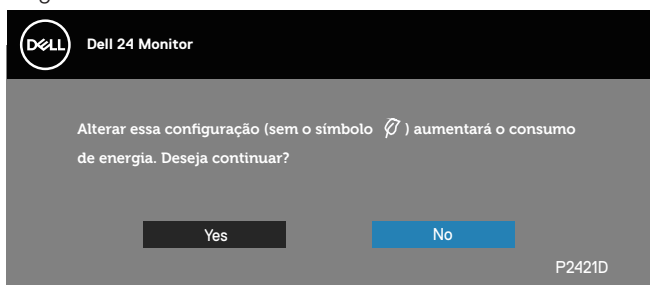 DELL
Dell 24 Monitor
Alterar essa configuração (sem o símbolo ) aumentará o consumo
de energia. Deseja continuar?
Yes
No
P2421D